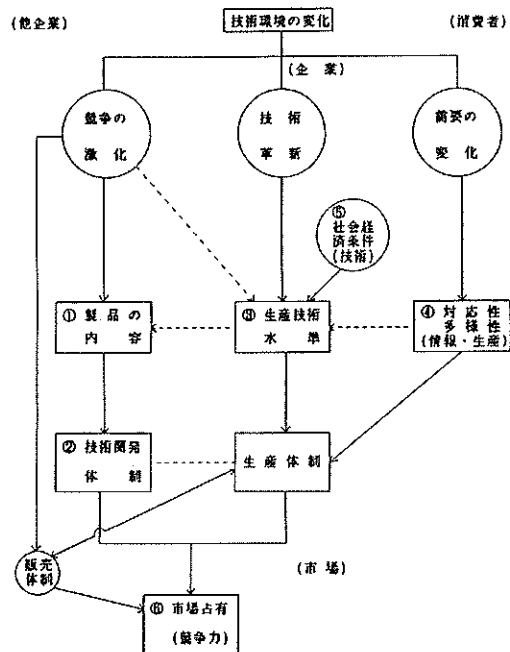 (他企業)
技術環境の変化
(消費者)
(企 業)
競争の
激 化
技 術
革 新
需要の
変 化
⑤
社会経
済条件
(技術)
① 製品の
内 容
③ 生産技術
水 準
④ 対 応 性
多 様 性
(情報・生産)
② 技術開発
体 制
生 産 体 制
販売
体制
(市 場)
⑥ 市場占有
(競争力)